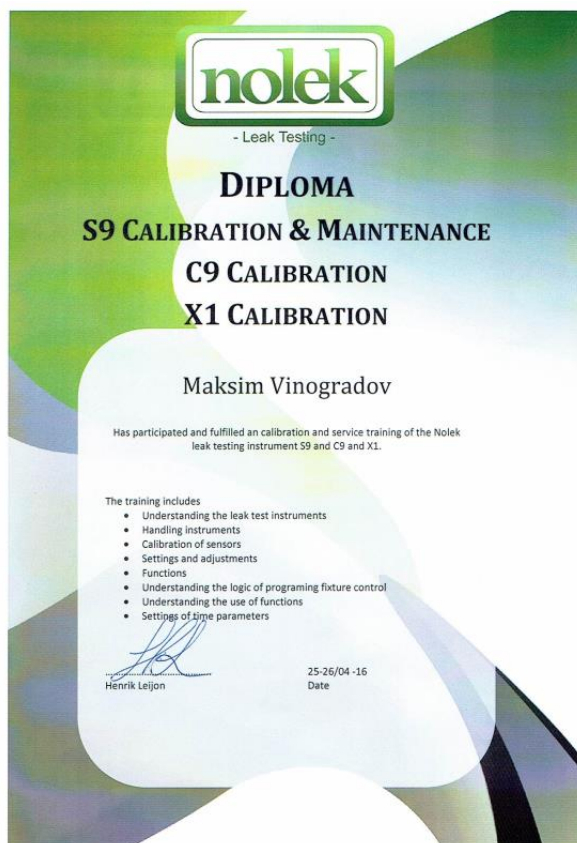 nolek
- Leak Testing -
DIPLOMA
S9 CALIBRATION & MAINTENANCE
C9 CALIBRATION
X1 CALIBRATION
Maksim Vinogradov
Has participated and fulfilled an calibration and service training of the Nolek
leak testing instrument S9 and C9 and X1.
The training includes
• Understanding the leak test instruments
• Handling instruments
• Calibration of sensors
• Settings and adjustments
• Functions
• Understanding the logic of programing fixture control
• Understanding the use of functions
• Settings of time parameters
25-26/04 -16
Henrik Leijon Date